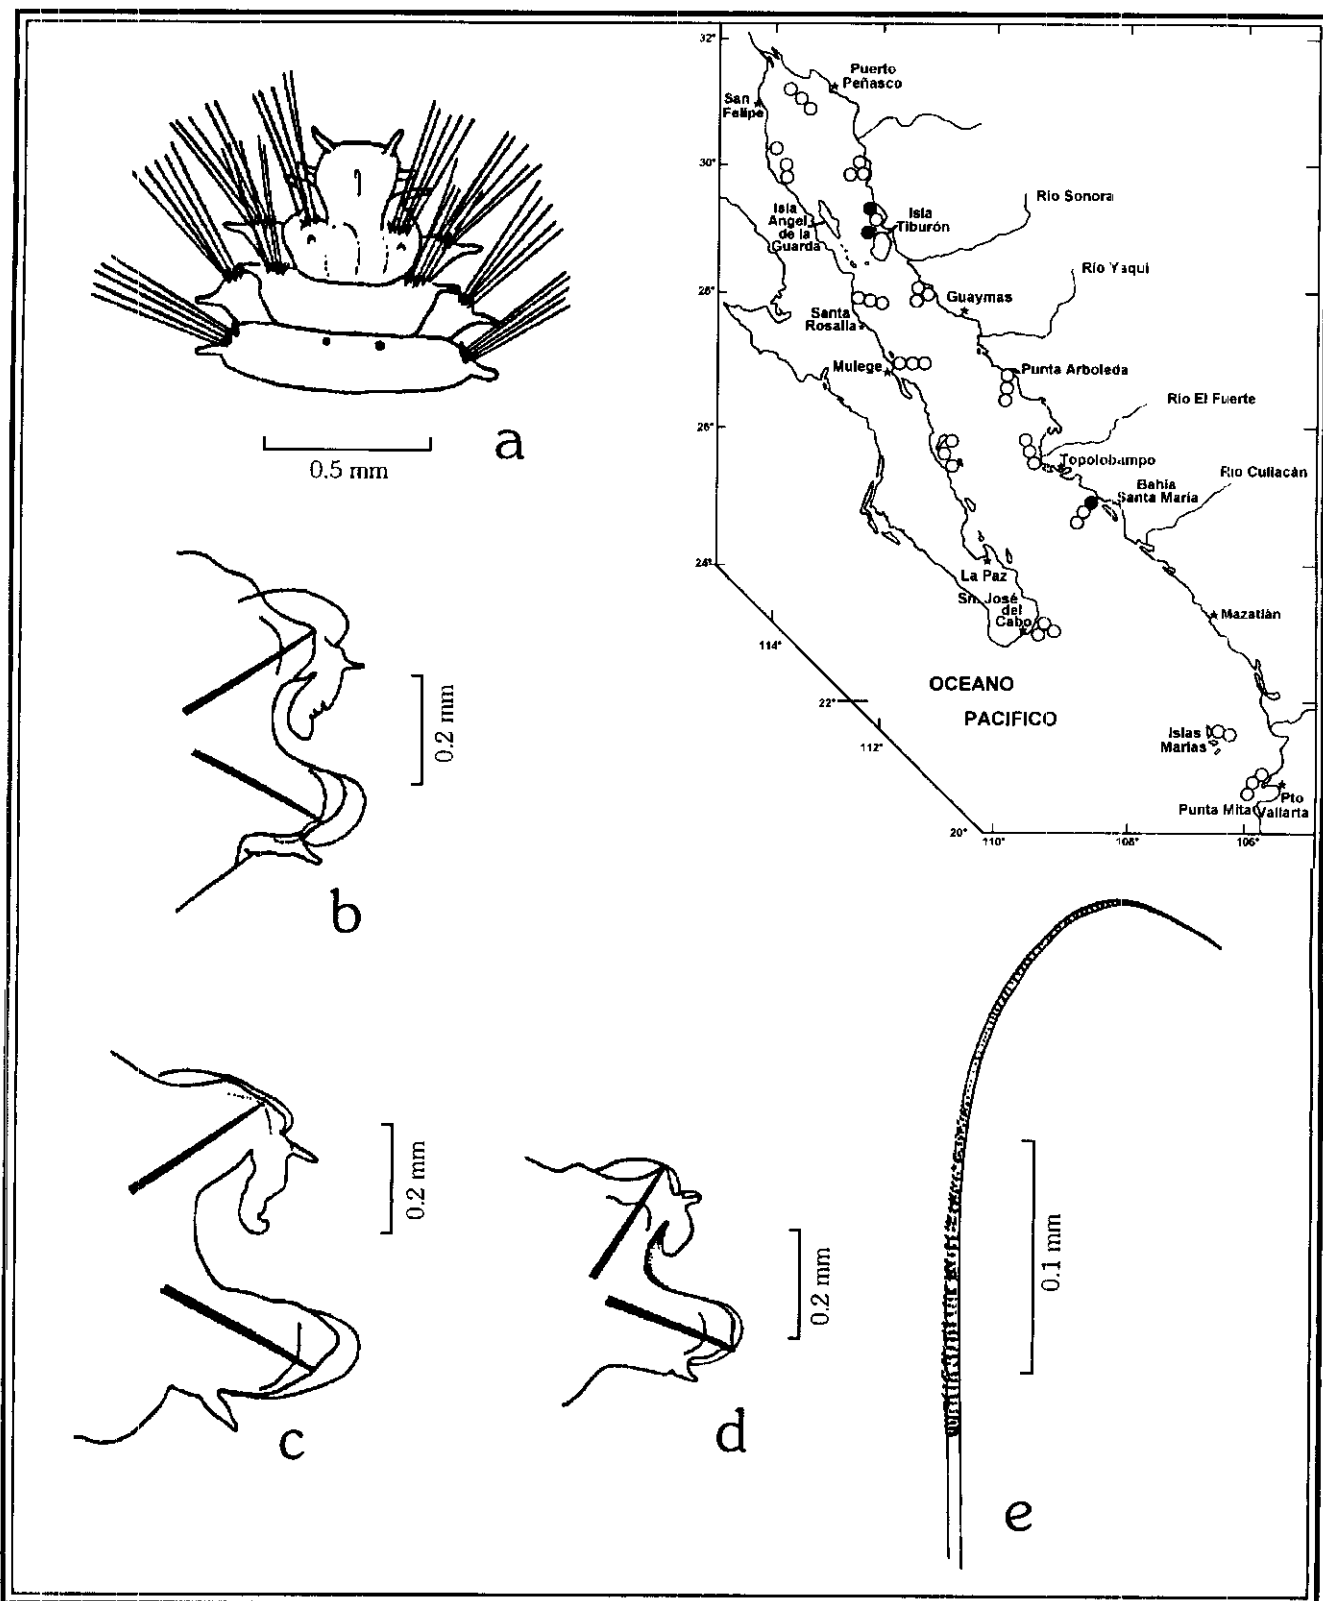 32°
Puerto
Peñasco
San
Felipe
30°
Río Sonora
Isla
Angel
de la
Guarda
Isla
Tiburón
Río Yaqui
28°
Guaymas
Santa
Rosalía
Mulege
Punta Arboleda
Río El Fuerte
26°
Topolobampo
Río Culiacán
Bahía
Santa María
24°
La Paz
Sn. José
del
Cabo
Mazatlán
114°
OCEANO
PACIFICO
22°
112°
Islas
Marías
Pto
Punta Mita Vallarta
20°
110°
108°
106°
a
0.5 mm
b
0.2 mm
c
0.2 mm
d
0.2 mm
e
0.1 mm